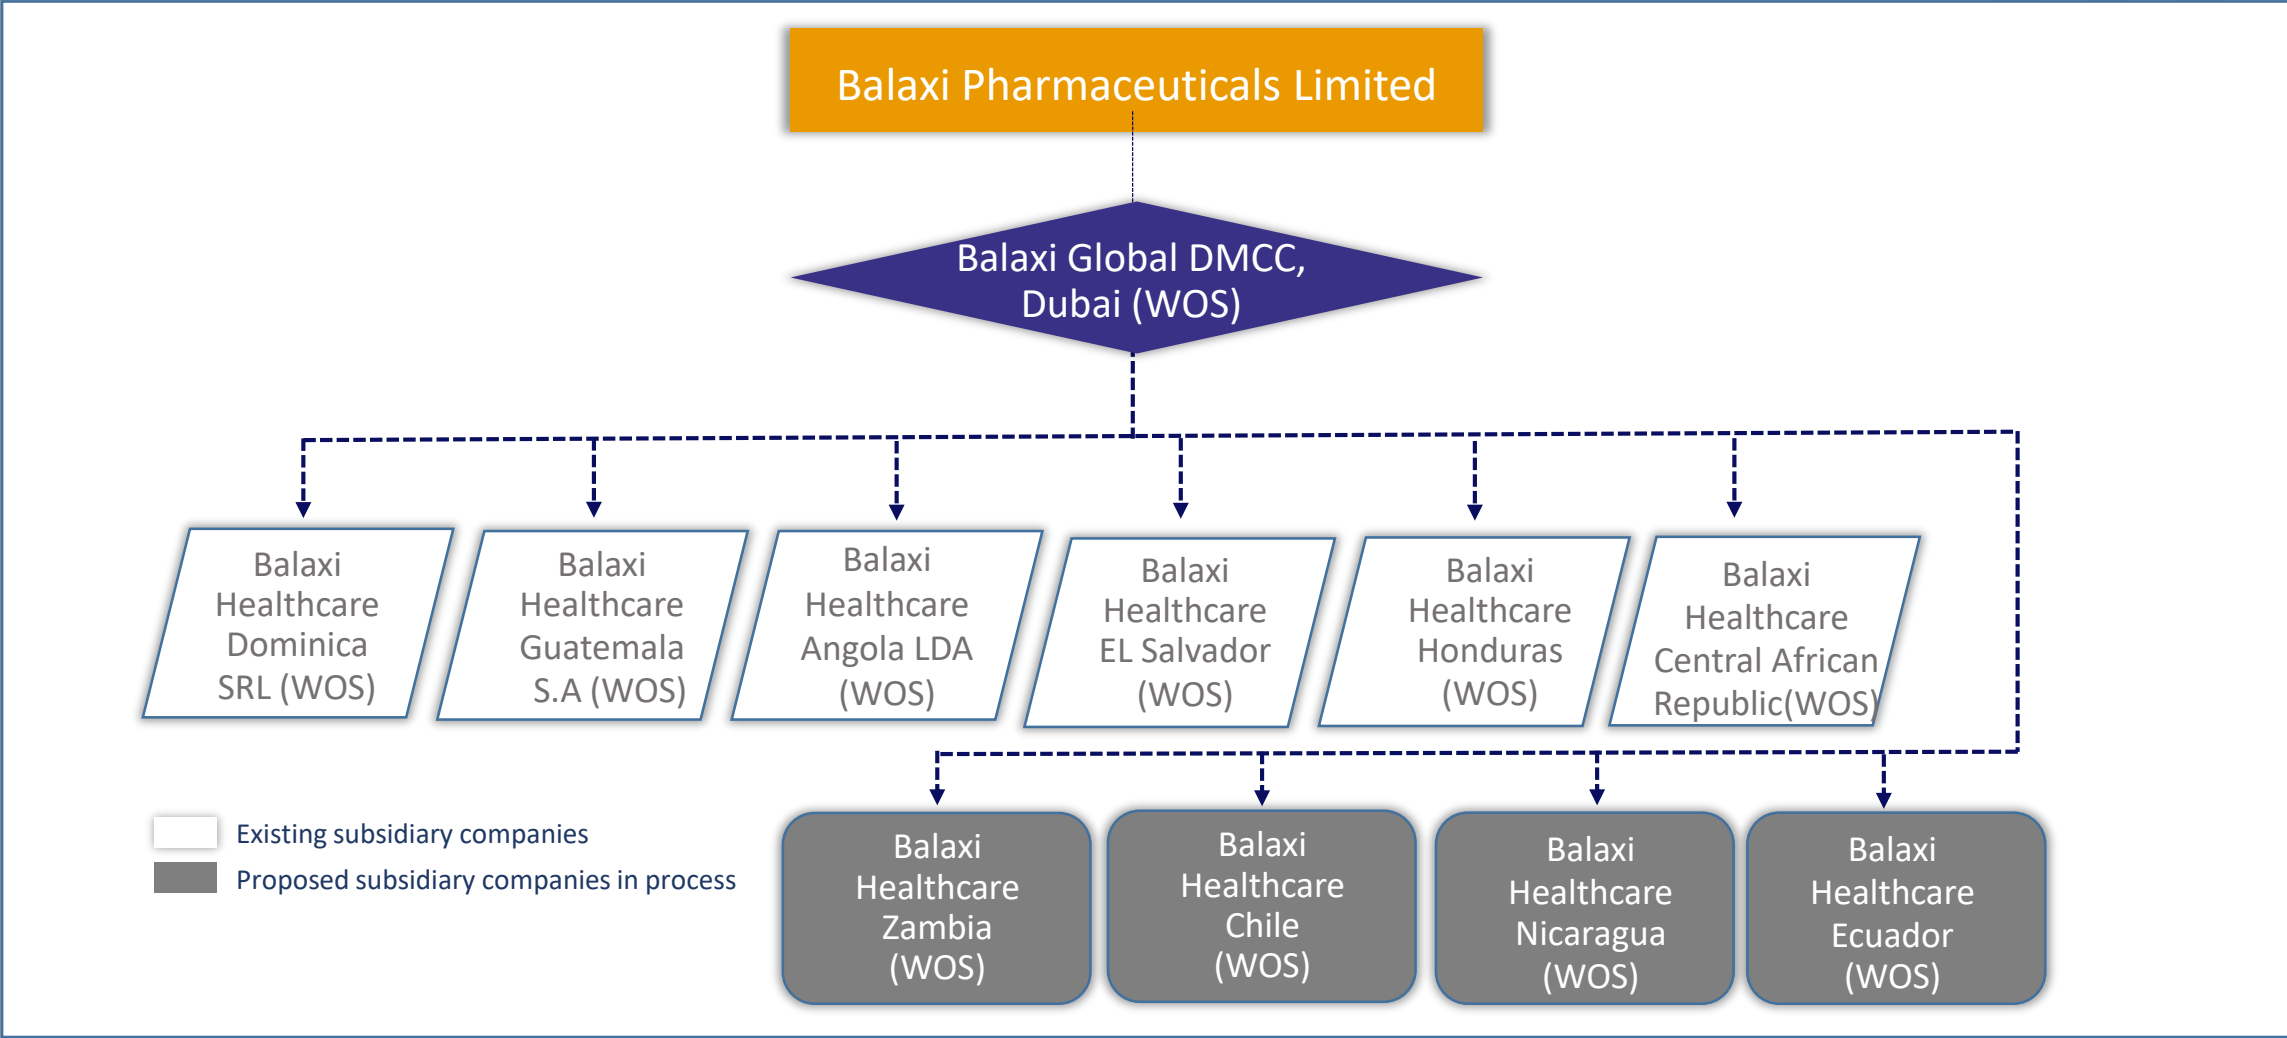 Balaxi Pharmaceuticals Limited
Balaxi Global DMCC,
Dubai (WOS)
Balaxi
Healthcare
Dominica
SRL (WOS)
Balaxi
Healthcare
Guatemala
S.A (WOS)
Balaxi
Healthcare
Angola LDA
(WOS)
Balaxi
Healthcare
EL Salvador
(WOS)
Balaxi
Healthcare
Honduras
(WOS)
Balaxi
Healthcare
Central African
Republic(WOS)
Existing subsidiary companies
Proposed subsidiary companies in process
Balaxi
Healthcare
Zambia
(WOS)
Balaxi
Healthcare
Chile
(WOS)
Balaxi
Healthcare
Nicaragua
(WOS)
Balaxi
Healthcare
Ecuador
(WOS)